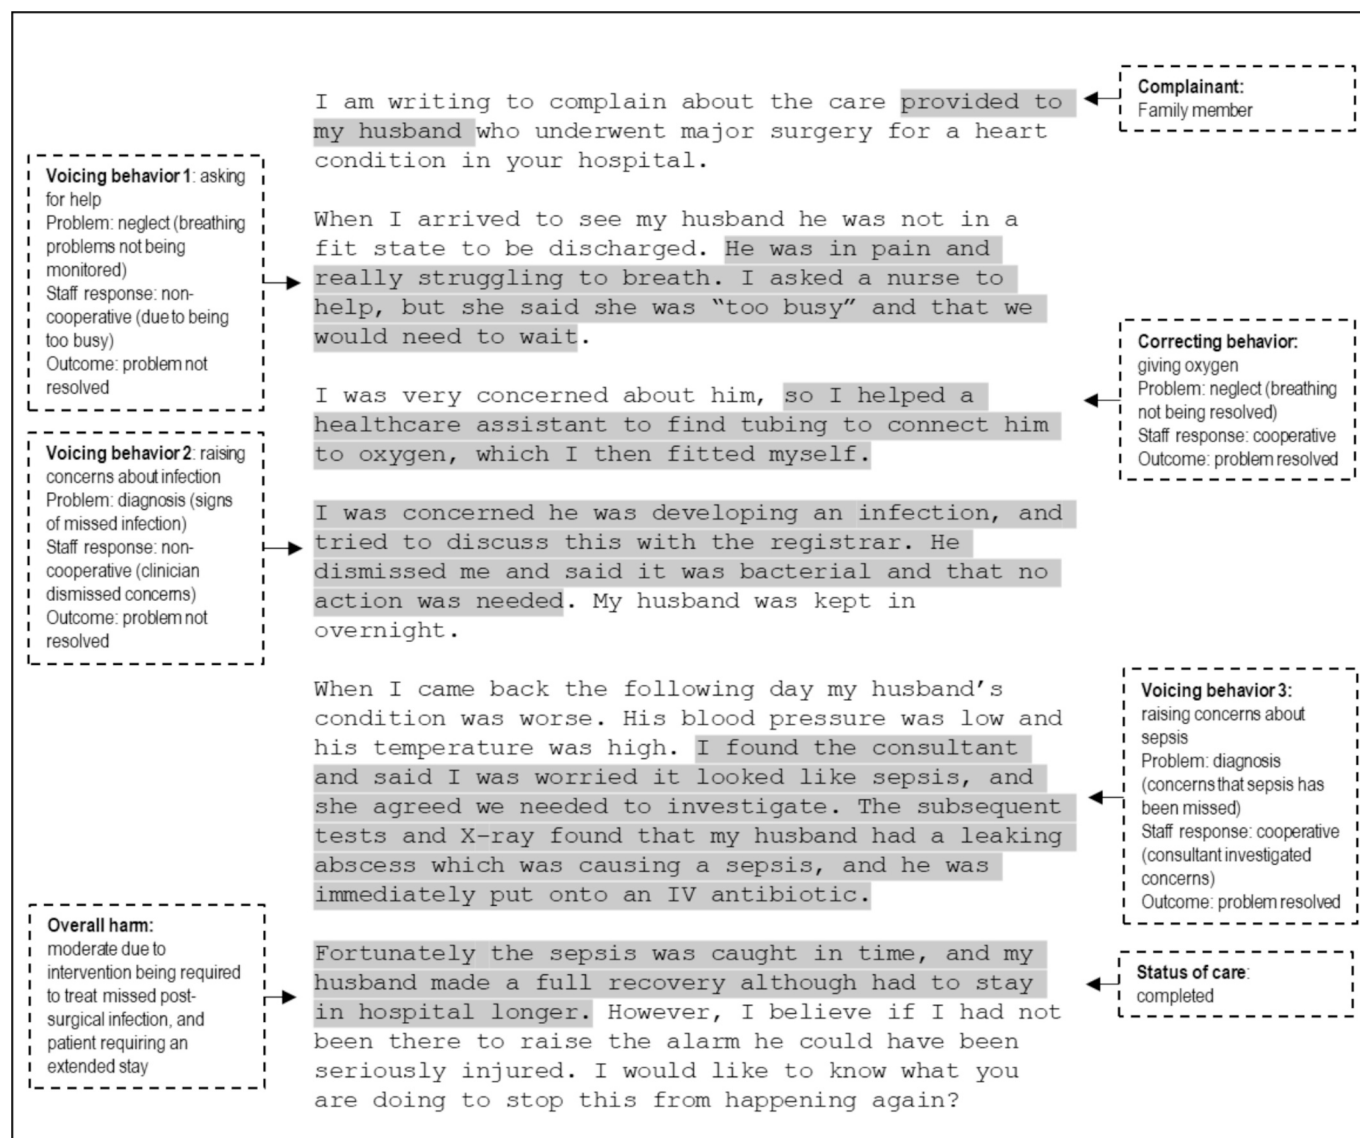 I am writing to complain about the care provided to
my husband who underwent major surgery for a heart
condition in your hospital.
Complainant:
Family member
Voicing behavior 1: asking
for help
Problem: neglect (breathing
problems not being
monitored)
Staff response: non-
cooperative (due to being
too busy)
Outcome: problem not
resolved
When I arrived to see my husband he was not in a
fit state to be discharged. He was in pain and
really struggling to breath. I asked a nurse to
help, but she said she was “too busy” and that we
would need to wait.
Correcting behavior:
giving oxygen
Problem: neglect (breathing
not being resolved)
Staff response: cooperative
Outcome: problem resolved
I was very concerned about him, so I helped a
healthcare assistant to find tubing to connect him
to oxygen, which I then fitted myself.
Voicing behavior 2: raising
concerns about infection
Problem: diagnosis (signs
of missed infection)
Staff response: non-
cooperative (clinician
dismissed concerns)
Outcome: problem not
resolved
I was concerned he was developing an infection, and
tried to discuss this with the registrar. He
dismissed me and said it was bacterial and that no
action was needed. My husband was kept in
overnight.
When I came back the following day my husband’s
condition was worse. His blood pressure was low and
his temperature was high. I found the consultant
and said I was worried it looked like sepsis, and
she agreed we needed to investigate. The subsequent
tests and X-ray found that my husband had a leaking
abscess which was causing a sepsis, and he was
immediately put onto an IV antibiotic.
Voicing behavior 3:
raising concerns about
sepsis
Problem: diagnosis
(concerns that sepsis has
been missed)
Staff response: cooperative
(consultant investigated
concerns)
Outcome: problem resolved
Overall harm:
moderate due to
intervention being required
to treat missed post-
surgical infection, and
patient requiring an
extended stay
Fortunately the sepsis was caught in time, and my
husband made a full recovery although had to stay
in hospital longer. However, I believe if I had not
been there to raise the alarm he could have been
seriously injured. I would like to know what you
are doing to stop this from happening again?
Status of care:
completed